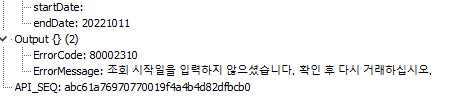 startDate:
endDate: 20221011
Output {} (2)
ErrorCode: 80002310
ErrorMessage: 조회 시작일을 입력하지 않으셨습니다. 확인 후 다시 거래하십시오.
API_SEQ: abc61a76970770019f4a4b4d82dfbcb0